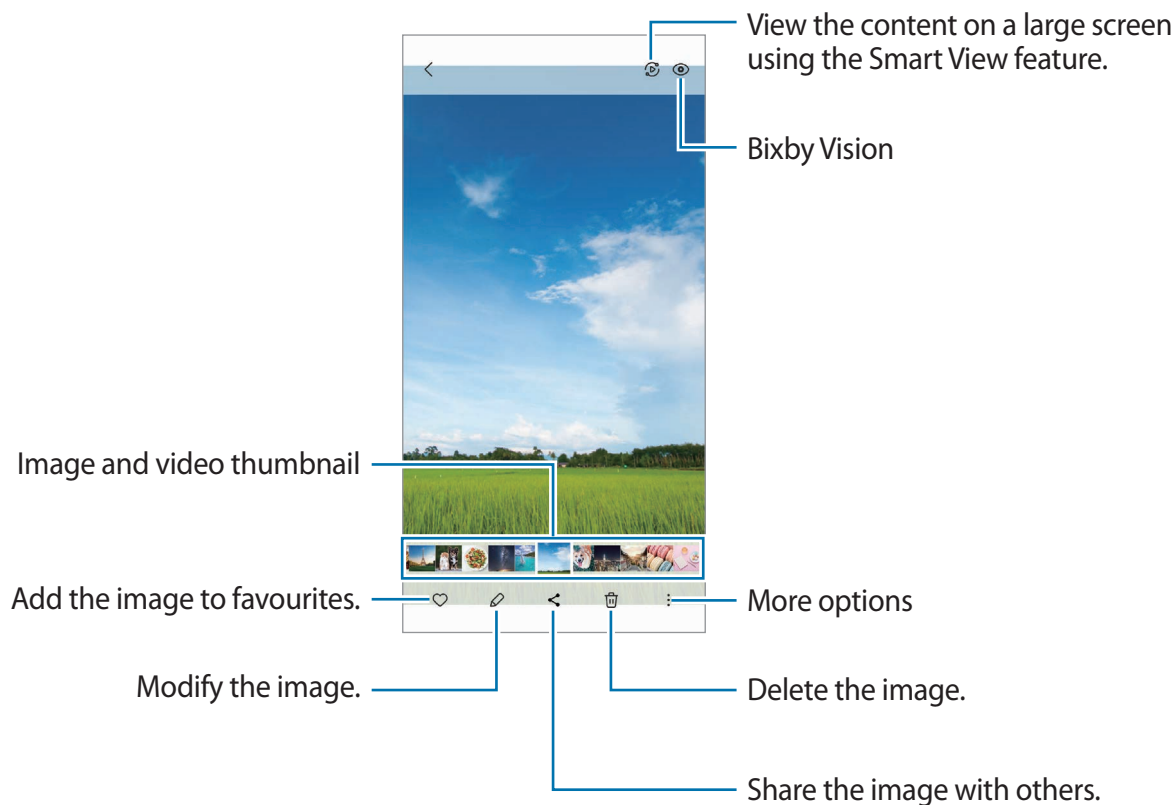 View the content on a large screen
using the Smart View feature.
Bixby Vision
Image and video thumbnail
Add the image to favourites.
More options
Modify the image.
Delete the image.
Share the image with others.